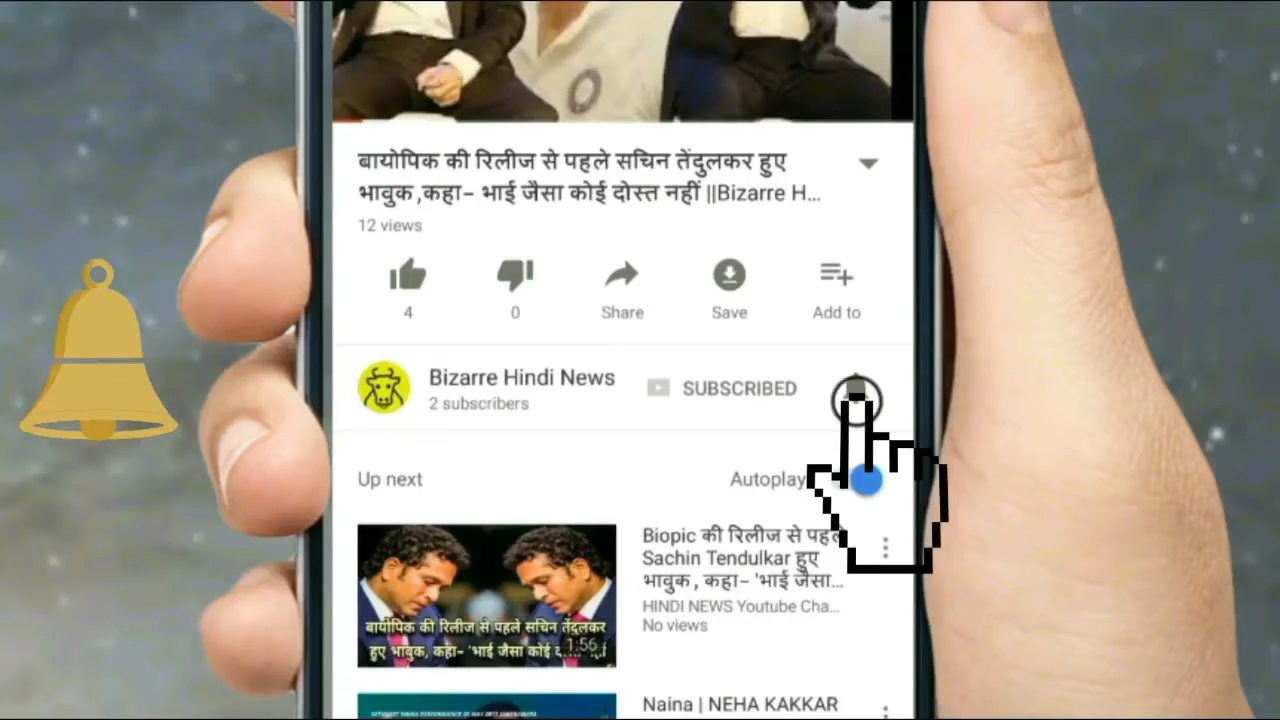 बायोपिक की रिलीज से पहले सचिन तेंदुलकर हुए
भावुक,कहा– भाई जैसा कोई दोस्त नहीं ||Bizarre H...
12 views
4
0
Share
Save
Add to
Bizarre Hindi News
2 subscribers
SUBSCRIBED
Up next
Autoplay
Biopic की रिलीज से पहले
Sachin Tendulkar हुए
भावुक, कहा– 'भाई जैसा...
HINDI NEWS Youtube Cha...
No views
बायोपिक की रिलीज से पहले सचिन तेंदुलकर
हुए भावुक, कहा– 'भाई जैसा कोई
1:56
Naina | NEHA KAKKAR